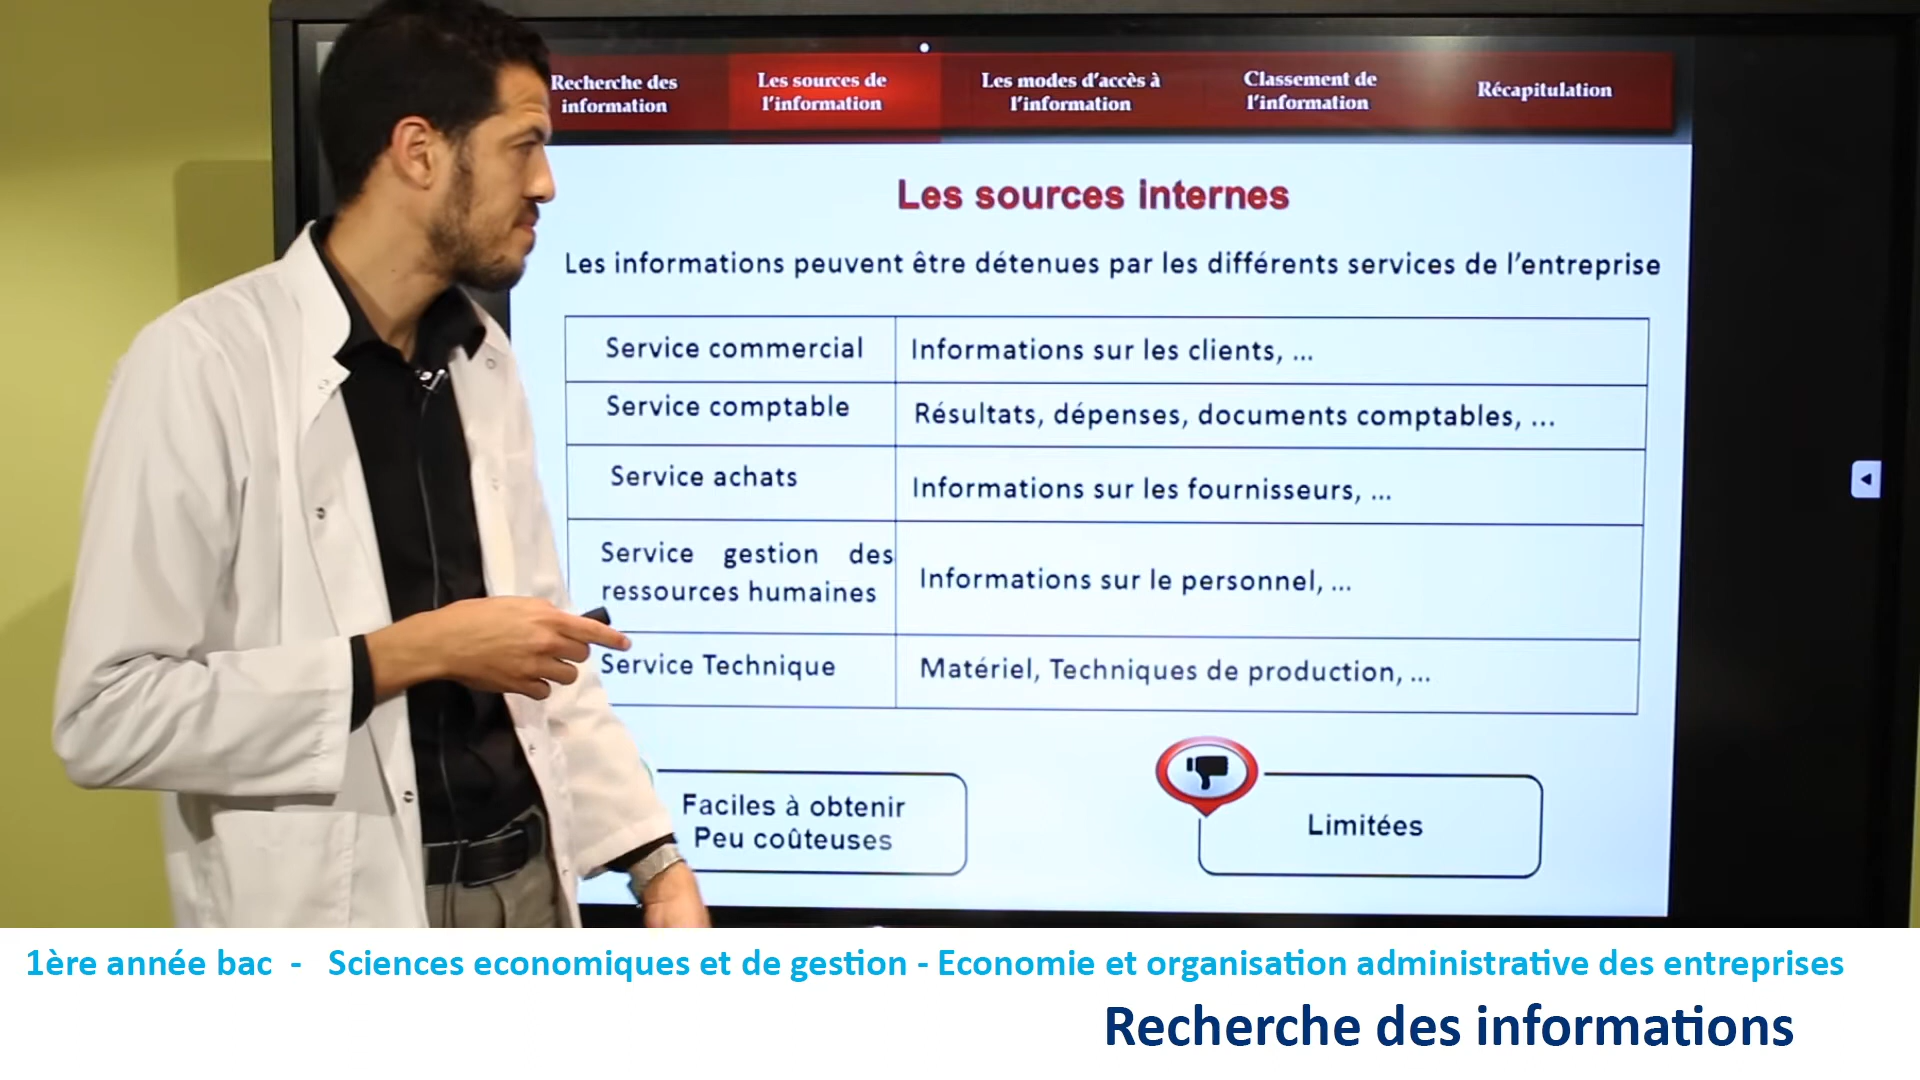 Recherche des
information
Les sources de
l'information
Les modes d'accès à
l'information
Classement de
l'information
Récapitulation
Les sources internes
Les informations peuvent être détenues par les différents services de l'entreprise
Service commercial
Informations sur les clients, ...
Service comptable
Résultats, dépenses, documents comptables, ...
Service achats
Informations sur les fournisseurs, ...
Service gestion des
ressources humaines
Informations sur le personnel, ...
Service Technique
Matériel, Techniques de production, ...
Faciles à obtenir
Peu coûteuses
Limitées
1ère année bac - Sciences economiques et de gestion - Economie et organisation administrative des entreprises
Recherche des informations